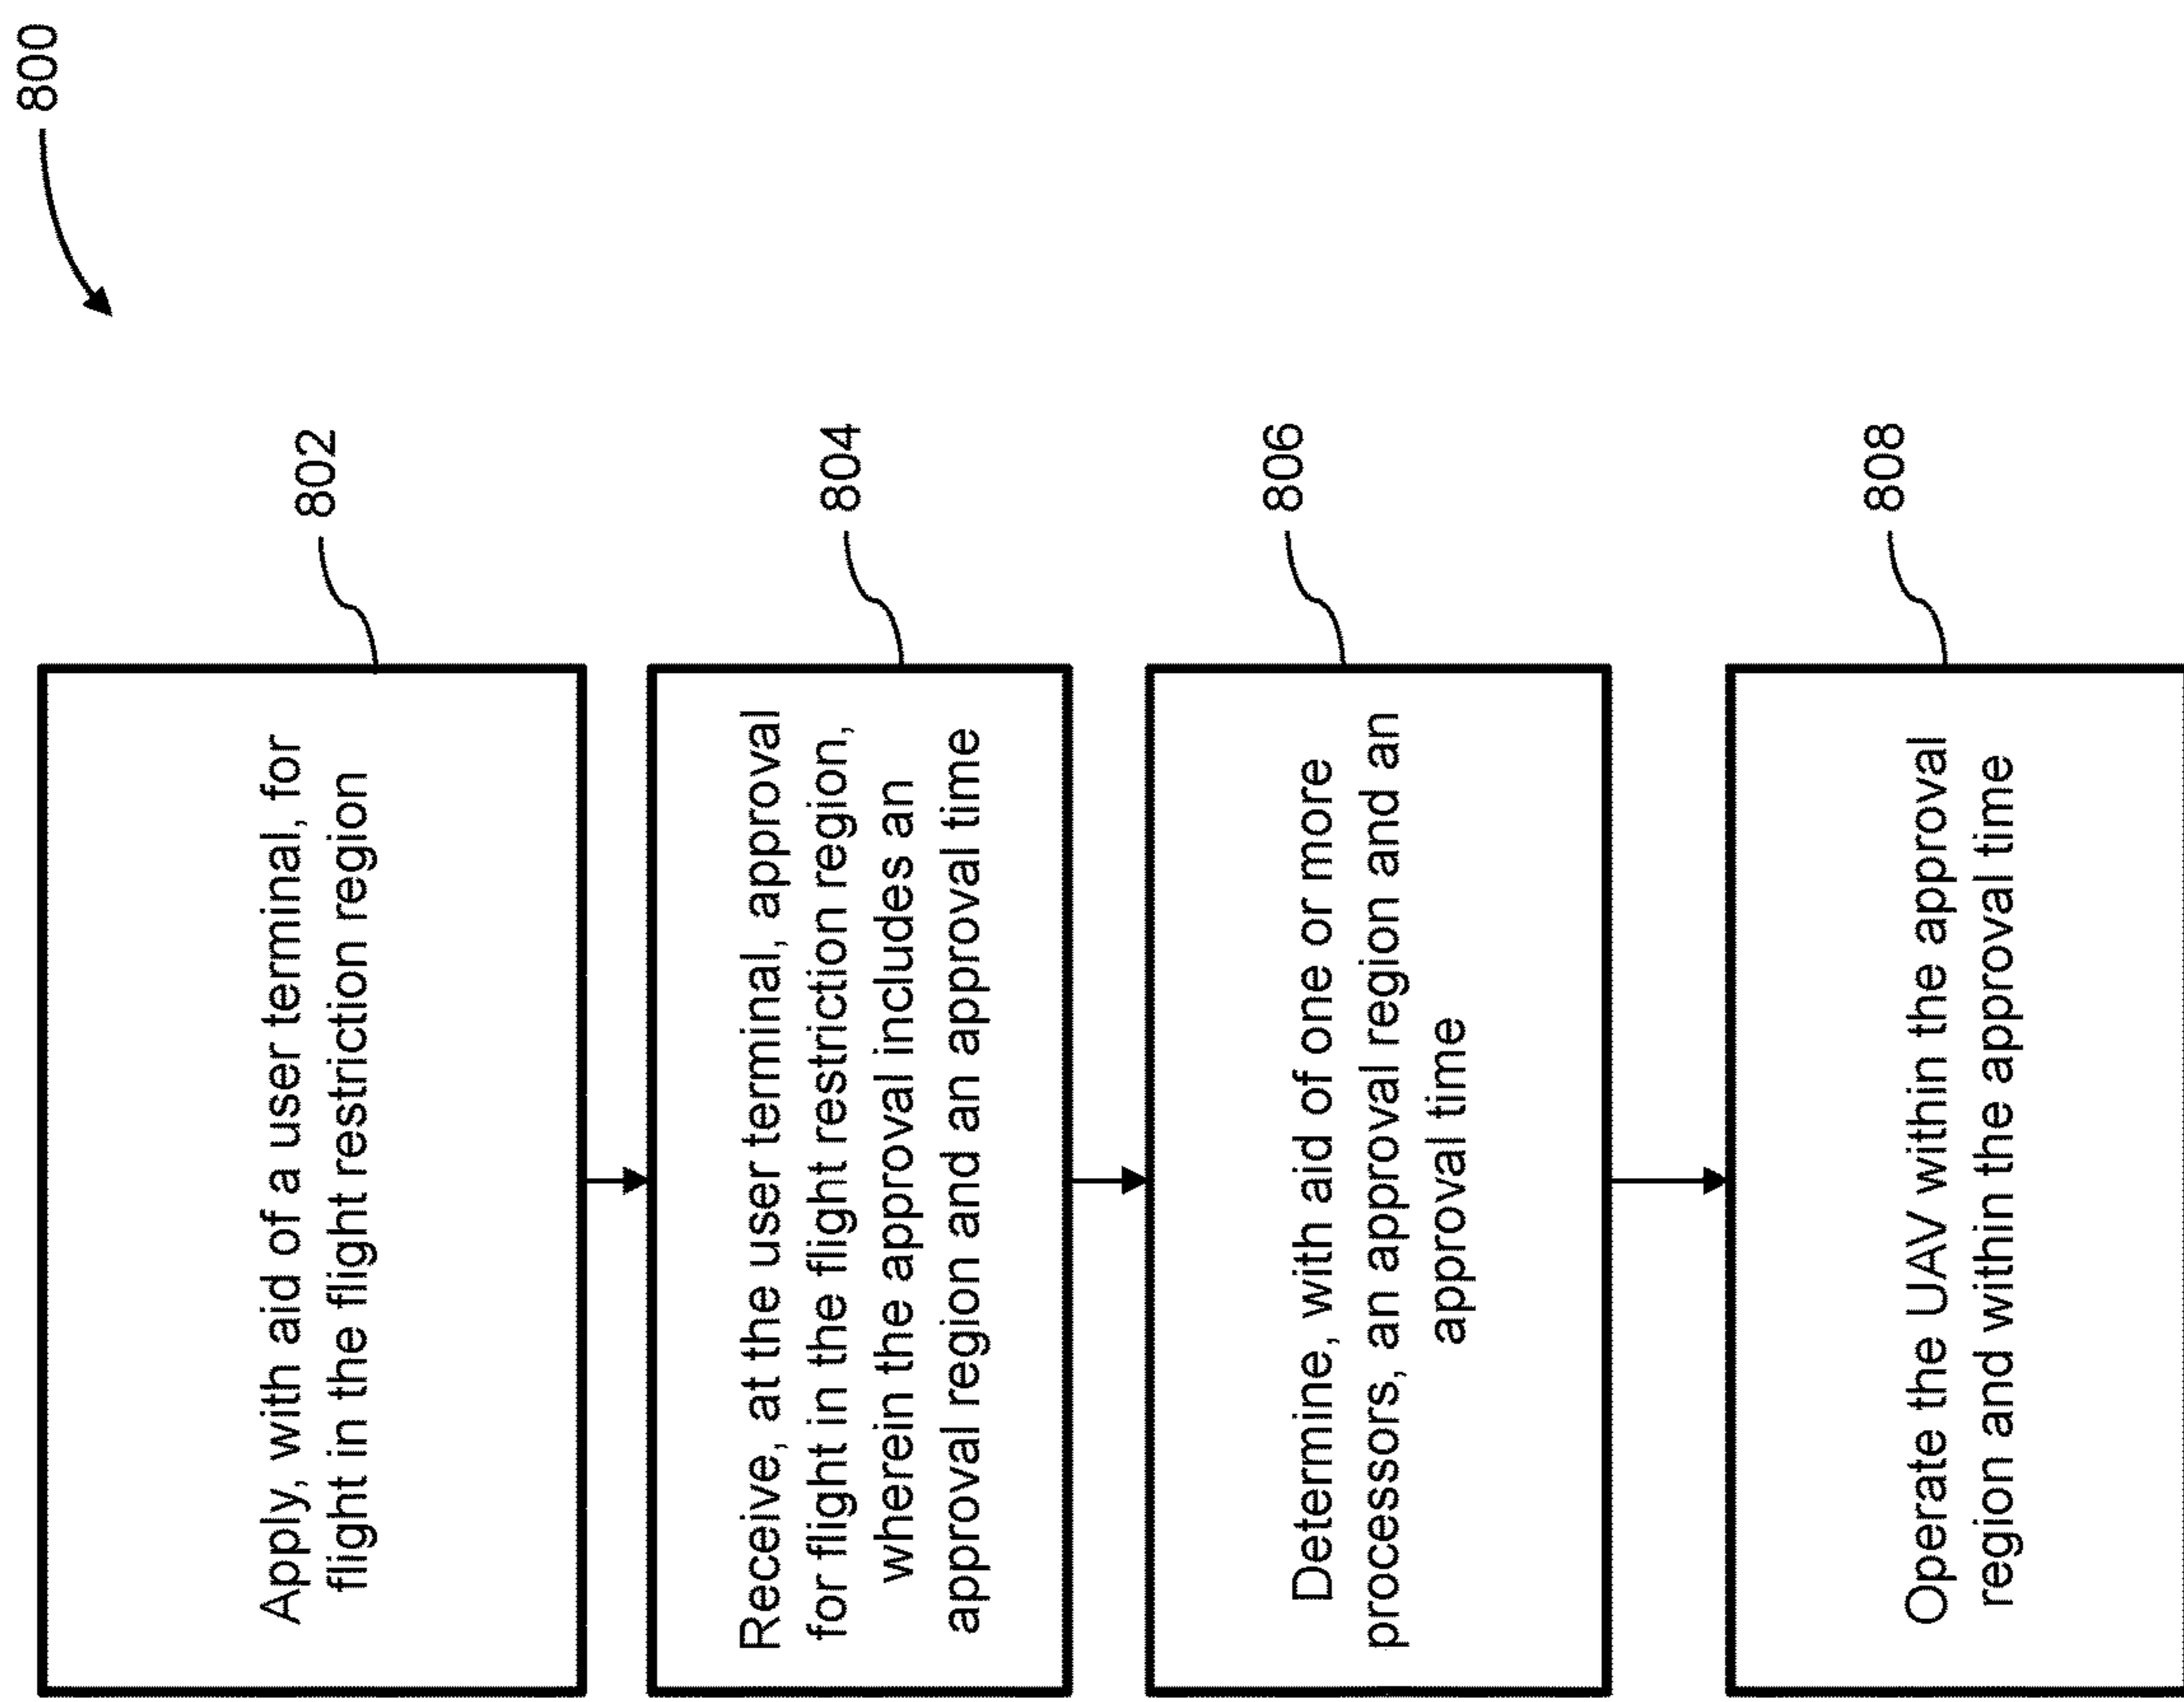 800
802
Apply, with aid of a user terminal, for
flight in the flight restriction region
804
Receive, at the user terminal, approval
for flight in the flight restriction region,
wherein the approval includes an
approval region and an approval time
806
Determine, with aid of one or more
processors, an approval region and an
approval time
808
Operate the UAV within the approval
region and within the approval time